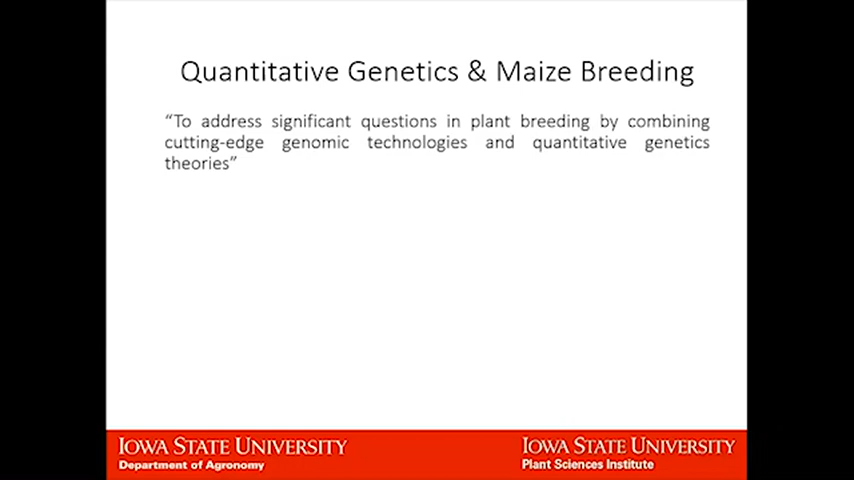 Quantitative Genetics & Maize Breeding
“To address significant questions in plant breeding by combining
cutting-edge genomic technologies and quantitative genetics
theories”
IOWA STATE UNIVERSITY
Department of Agronomy
IOWA STATE UNIVERSITY
Plant Sciences Institute